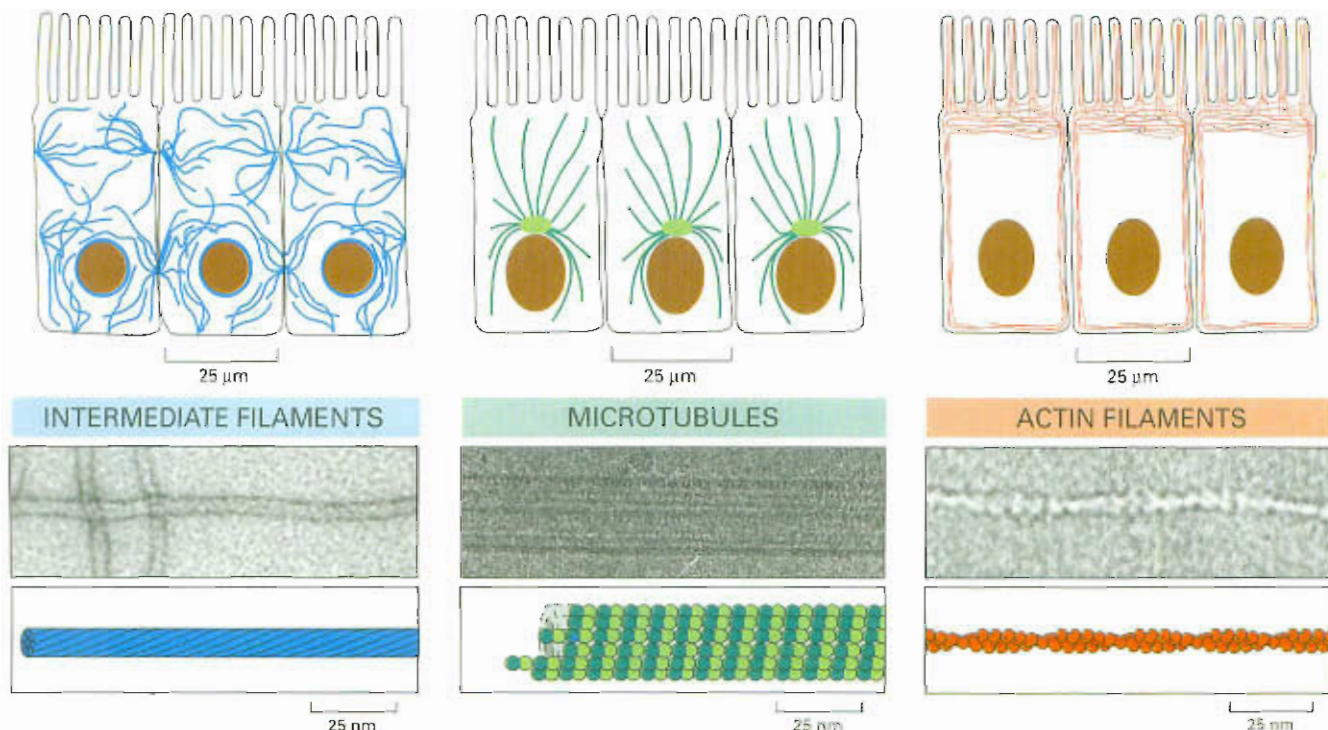 25 µm
25 µm
25 µm
INTERMEDIATE FILAMENTS
MICROTUBULES
ACTIN FILAMENTS
25 nm
25 nm
25 nm